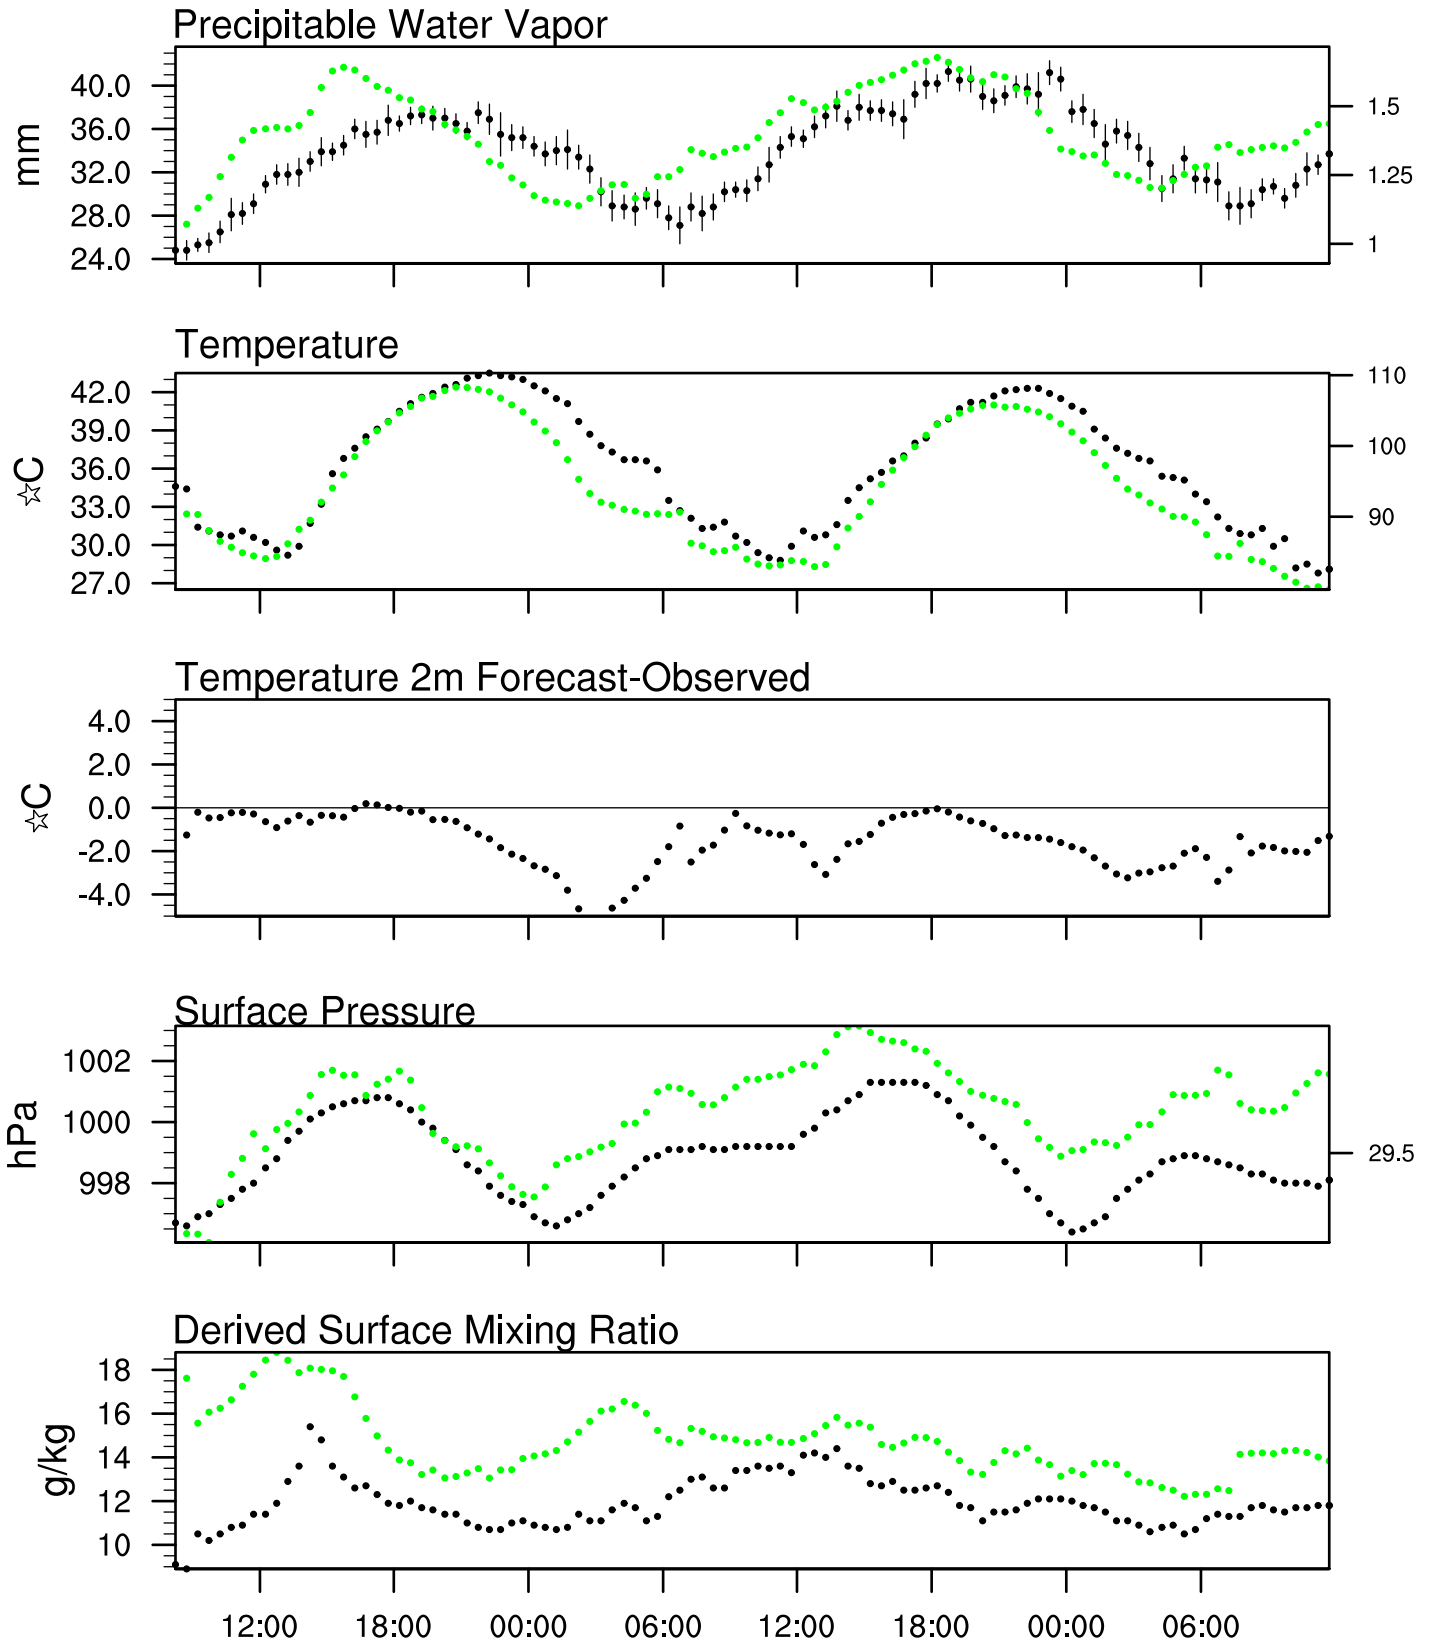 Precipitable Water Vapor
mm
40.0
36.0
32.0
28.0
24.0
1.5
1.25
1
Temperature
☆C
42.0
39.0
36.0
33.0
30.0
27.0
110
100
90
Temperature 2m Forecast-Observed
☆C
4.0
2.0
0.0
-2.0
-4.0
Surface Pressure
hPa
1002
1000
998
29.5
Derived Surface Mixing Ratio
g/kg
18
16
14
12
10
12:00 18:00 00:00 06:00 12:00 18:00 00:00 06:00